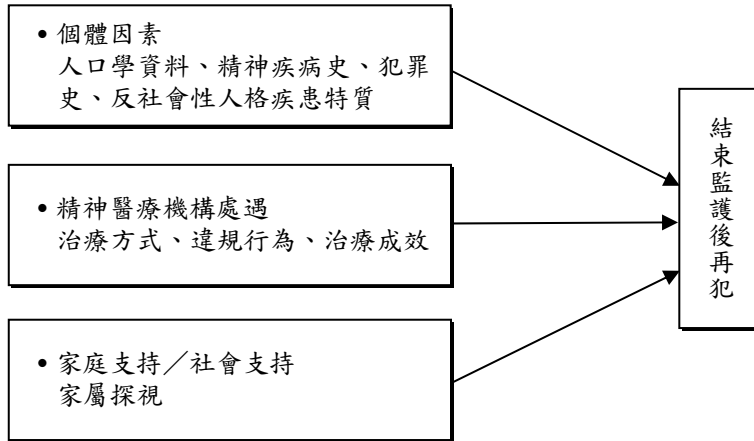 • 個體因素
人口學資料、精神疾病史、犯罪
史、反社會性人格疾患特質
• 精神醫療機構處遇
治療方式、違規行為、治療成效
• 家庭支持／社會支持
家屬探視
結束監護後再犯